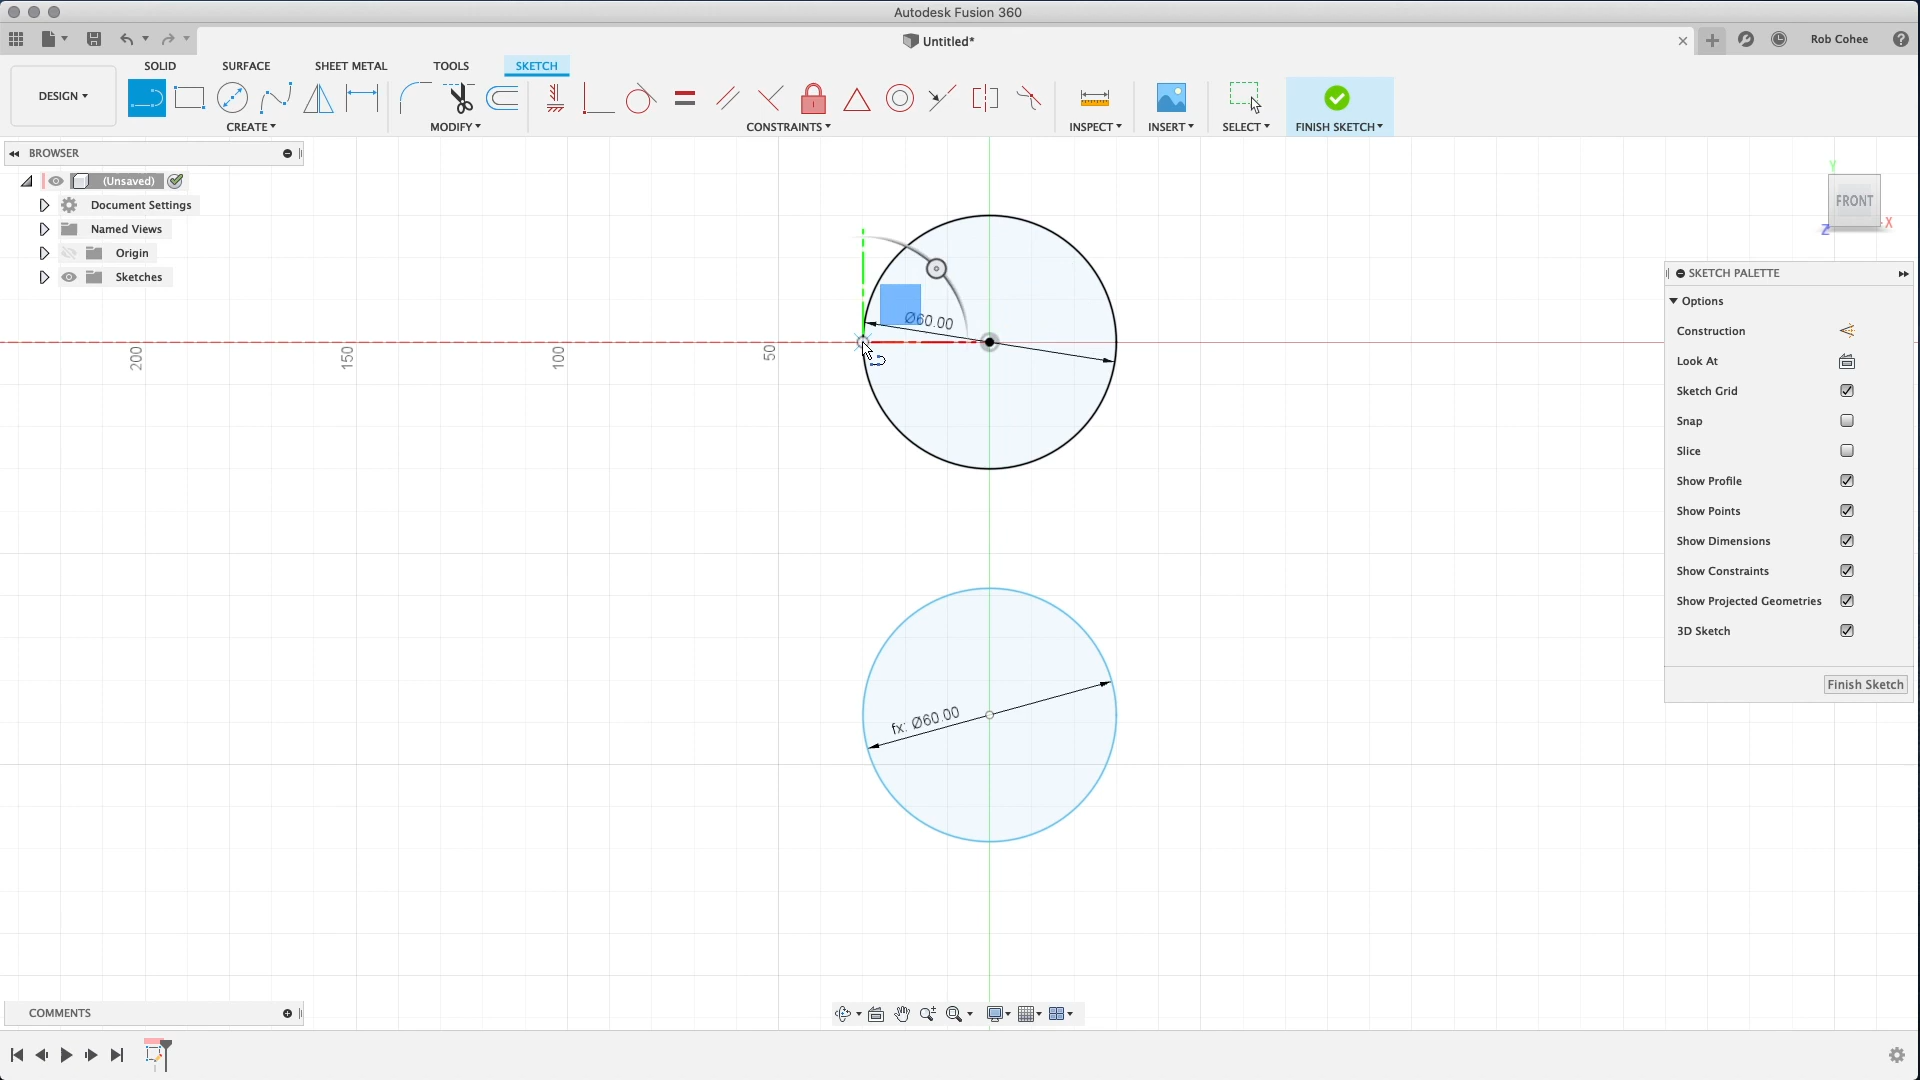 Autodesk Fusion 360
Untitled*
Rob Cohee
SOLID SURFACE SHEET METAL TOOLS SKETCH
DESIGN
CREATE MODIFY CONSTRAINTS INSPECT INSERT SELECT FINISH SKETCH
BROWSER
(Unsaved)
Document Settings
Named Views
Origin
Sketches
Y
FRONT
X
Z
Ø60.00
200 150 100 50
SKETCH PALETTE
Options
Construction
Look At
Sketch Grid
Snap
Slice
Show Profile
Show Points
Show Dimensions
Show Constraints
Show Projected Geometries
3D Sketch
Finish Sketch
fx: Ø60.00
COMMENTS